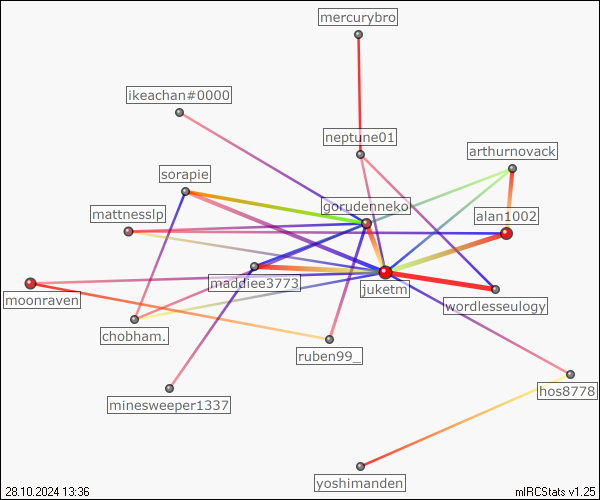 mercurybro
ikeachan#0000
neptune01
arthurnovack
sorapie
gorudenneko
mattnesslp
alan1002
maddiee3773
juketm
moonraven
wordlesseulogy
chobham.
ruben99_
hos8778
minesweeper1337
yoshimanden
28.10.2024 13:36
mIRCStats v1.25